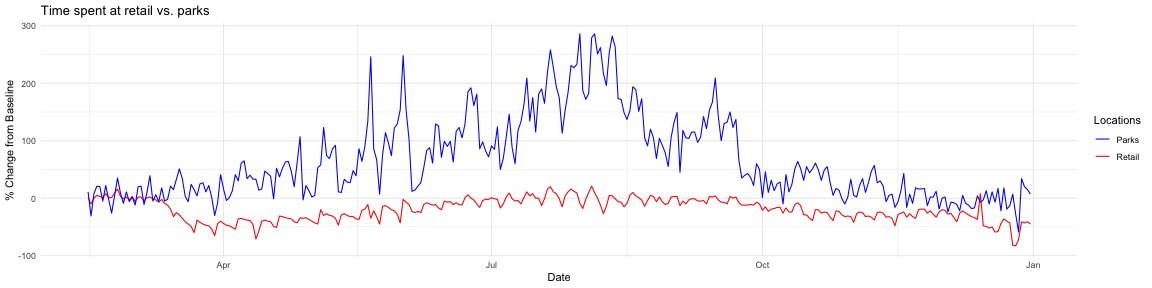 Time spent at retail vs. parks
300
200
100
0
-100
% Change from Baseline
Apr
Jul
Oct
Jan
Date
Locations
Parks
Retail